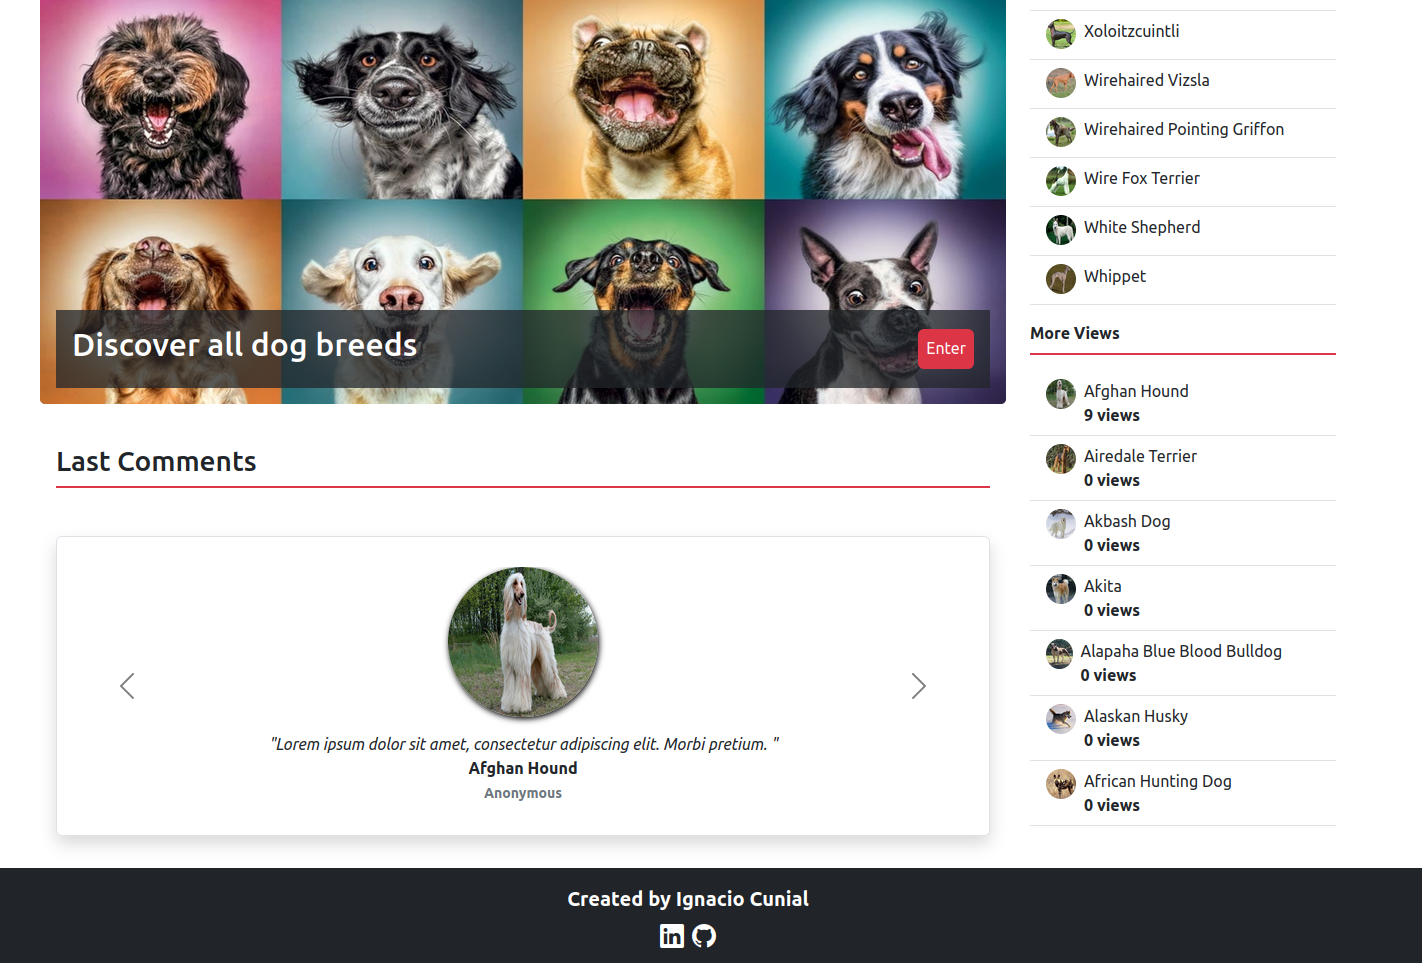 Discover all dog breeds
Enter
Last Comments
"Lorem ipsum dolor sit amet, consectetur adipiscing elit. Morbi pretium. "
Afghan Hound
Anonymous
Xoloitzcuintli
Wirehaired Vizsla
Wirehaired Pointing Griffon
Wire Fox Terrier
White Shepherd
Whippet
More Views
Afghan Hound
9 views
Airedale Terrier
0 views
Akbash Dog
0 views
Akita
0 views
Alapaha Blue Blood Bulldog
0 views
Alaskan Husky
0 views
African Hunting Dog
0 views
Created by Ignacio Cunial
in